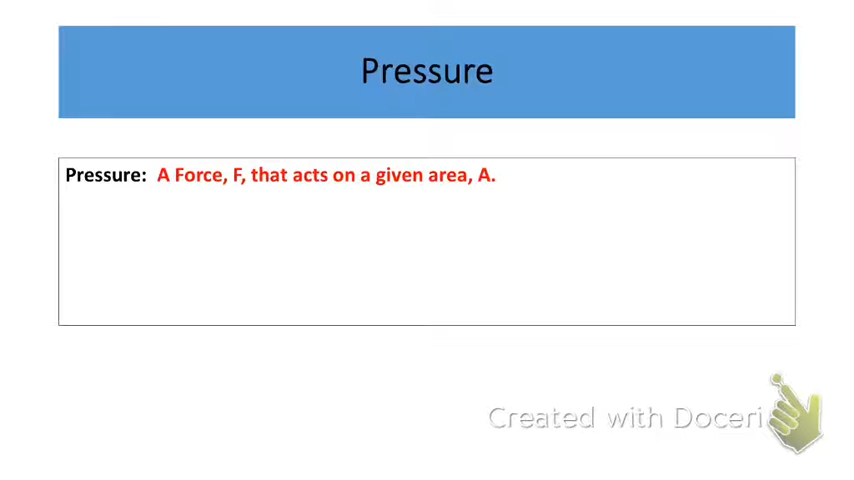 Pressure
Pressure: A Force, F, that acts on a given area, A.
Created with Doceri